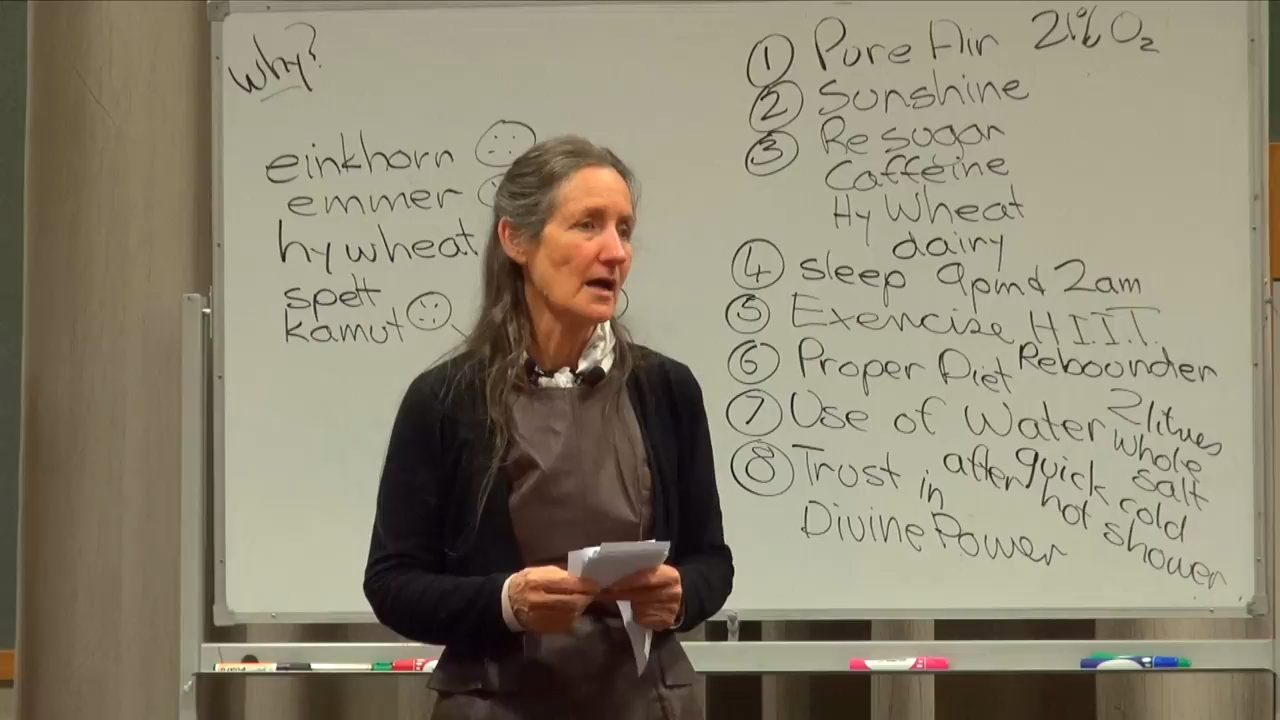 Why?
einkhorn
emmer
hy wheat
spelt
kamut
① Pure Air 21% O₂
② Sunshine
③ Re sugar
Caffeine
Hy Wheat
dairy
④ sleep 9pm & 2am
⑤ Exercise H.I.I.T.
⑥ Proper Diet Rebounder
⑦ Use of Water 2 litres
whole
salt
⑧ Trust in
Divine Power
after quick cold
hot shower